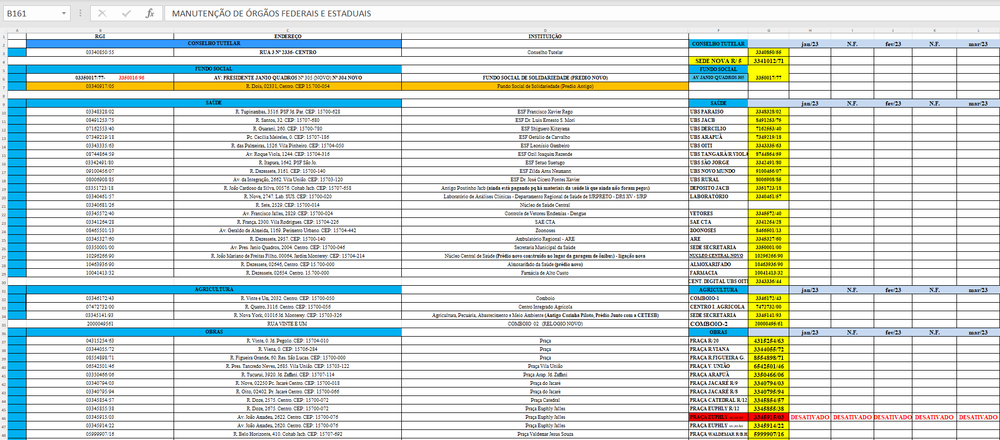 B161 fx MANUTENÇÃO DE ÓRGÃOS FEDERAIS E ESTADUAIS
A B C D F G H I J K L
1 RGI ENDEREÇO INSTITUIÇÃO
2 CONSELHO TUTELAR CONSELHO TUTELAR jan/23 N.F. fev/23 N.F. mar/23
3 03340850/55 RUA 3 Nº 2336- CENTRO Conselho Tutelar 3340850/55
4 SEDE NOVA R/ 5 3341012/71
5 FUNDO SOCIAL FUNDO SOCIAL
6 03350017/77- 3350016/96 AV: PRESIDENTE JANIO QUADROS Nº 305 (NOVO) Nº 304 NOVO FUNDO SOCIAL DE SOLIDARIEDADE (PREDIO NOVO) AV JANIO QUADROS 305 3350017/77
7 03340917/05 R. Dois, 02331, Centro. CEP 15.700-054 Fundo Social de Solidariedade (Predio Antigo)
8
9 SAÚDE SAÚDE jan/23 N.F. fev/23 N.F. mar/23
10 03348328/02 R. Tupinambas, 3516. PSF Jd. Par. CEP: 15700-628 ESF Francisco Xavier Rego UBS PARAISO 3348328/02
11 08491253/75 R. Santos, 32. CEP: 15707-680 ESF Dr. Luis Ernesto S. Mori UBS JACB 8491253/75
12 07162553/40 R. Guarani, 260. CEP: 15700-780 ESF Shiguero Kitayama UBS DERCILIO 7162553/40
13 07349219/18 Pc. Cecilia Meireles, 0. CEP: 15707-186 ESF Getúlio de Carvalho UBS ARAPUÃ 7349219/18
14 03343335/63 R. das Palmeiras, 1526. Vila Pinheiro. CEP: 15704-050 ESF Leonísio Gambeiro UBS OITI 3343335/63
15 08744864/59 Av. Roque Viola, 1244. CEP: 15704-316 ESF Ozil Joaquim Rezende UBS TANGARÁ/R.VIOLA 8744864/59
16 03342491/80 R. Itapura, 1642. PSF São Jo. ESF Setuo Suetugo UBS SÃO JORGE 3342491/80
17 09100456/07 R. Dezessete, 3161. CEP: 15700-140 ESF Zilda Arns Neumann UBS NOVO MUNDO 9100456/07
18 08006908/85 Av. da Integração, 2662. Vila União. CEP: 15703-120 ESF Dr. José Cícero Fontes Xavier UBS RURAL 8006908/85
19 03351723/18 R. João Cardoso da Silva, 00576. Cohab Jacb. CEP: 15707-658 Antigo Postinho Jacb (ainda está pagando pq há materiais da saúde lá que ainda não foram pegos) DEPOSITO JACB 3351723/18
20 03340461/57 R. Nove, 2747. Lab. SUS. CEP: 15700-020 Laboratório de Análises Clínicas - Departamento Regional de Saúde de SJRPRETO - DRS XV - SJRP LABORATÓRIO 3340461/57
21 03340681/26 R. Sete, 2529. CEP: 15700-014 Núcleo de Saúde Central
22 03345572/40 Av. Francisco Jalles, 2829. CEP: 15700-024 Controle de Vetores/Endemias - Dengue VETORES 3345572/40
23 03341264/28 R. França, 2300. Vila Rodrigues. CEP: 15704-226 SAE CTA SAE CTA 3341264/28
24 08465501/13 Av. Geraldo de Almeida, 1169. Perímetro Urbano. CEP: 15704-442 Zoonoses ZOONOSES 8466501/13
25 03345327/60 R. Dezessete, 2957. CEP: 15700-140 Ambulatório Regional - ARE ARE 3345327/60
26 03350001/00 Av. Pres. Janio Quadros, 2004. Centro. CEP: 15700-046 Secretaria Municipal da Saúde SEDE SECRETARIA 3350001/00
27 10296266/90 R. João Mariano de Freitas Filho, 00064, Jardim Monterey. CEP: 15704-214 Núcleo Central de Saúde (Prédio novo construído no lugar da garagem de ônibus) - ligação nova NUCLEO CENTRAL NOVO 10296266/90
28 10463936/90 R. Dezessete, 02646, Centro. CEP 15.700-000 Almoxarifado da Saúde (prédio novo) ALMOXARIFADO 10463936/90
29 10041413/32 R. Dezessete, 02654. Centro. 15.700-000 Farmácia de Alto Custo FARMACIA 10041413/32
30 CENT. DIGITAL UBS OITI 3343336/44
31 AGRICULTURA AGRICULTURA jan/23 N.F. fev/23 N.F. mar/23
32 03346172/43 R. Vinte e Um, 2032. Centro. CEP: 15700-050 Comboio COMBOIO-1 3346172/43
33 07472732/00 R. Quatro, 3116. Centro. CEP: 15700-056 Centro Integrado Agrícola CENTRO I. AGRICOLA 7472732/00
34 03345141/93 R. Nova York, 01016 Jd. Monterey. CEP: 15703-326 Agricultura, Pecuária, Abastecimento e Meio Ambiente (Antigo Cozinha Piloto, Prédio Junto com a CETESB) SEDE SECRETARIA 3345141/93
35 2000049561 RUA VINTE E UM COMBOIO 02 (RELOGIO NOVO) COMBOIO-2 20000495/61
36 OBRAS OBRAS jan/23 N.F. fev/23 N.F. mar/23
37 04315254/63 R. Vinte, 0. Jd. Pegolo. CEP: 15704-010 Praça PRAÇA R/20 4315254/63
38 03344055/72 R. Viena, 0. CEP: 15706-284 Praça PRAÇA R.VIANA 3344055/72
39 08554898/71 R. Figueira Grande, 60. Res. São Lucas. CEP: 15700-000 Praça PRAÇA R.FIGUEIRA G. 8554898/71
40 06542501/46 R. Pres. Tancredo Neves, 2685. Vila União. CEP: 15703-122 Praça Vila União PRAÇA V. UNIÃO 6542501/46
41 03350466/06 R. Tucuruí, 3920. Jd. Zaffani. CEP: 15707-114 Praça Arap. Jd. Zaffani PRAÇA ARAPUÃ 3350466/06
42 03340794/03 R. Nove, 02250 Pc. Jacaré Centro. CEP: 15700-018 Praça do Jacaré PRAÇA JACARÉ R/9 3340794/03
43 03340795/94 R. Oito, 02402. Pr. Jacaré Centro. CEP: 15700-066 Praça do Jacaré PRAÇA JACARÉ R/8 3340795/94
44 03345854/57 R. Doze, 2575. Centro. CEP: 15700-072 Praça Catedral PRAÇA CATEDRAL R/12 3345854/57
45 03345855/38 R. Doze, 2675. Centro. CEP: 15700-072 Praça Euphly Jalles PRAÇA EUPHLY R/12 3345855/38
46 03345915/03 Av. João Amadeu, 2622. Centro. CEP: 15700-076 Praça Euphly Jalles PRAÇA EUPHLY AV:JOÃO 3345915/03 DESATIVADO DESATIVADO DESATIVADO DESATIVADO DESATIVADO
47 03345914/22 Av. João Amadeu, 2620. Centro. CEP: 15700-076 Praça Euphly Jalles PRAÇA EUPHLY AV:JOÃO 3345914/22
48 05999907/16 R. Belo Horizonte, 410. Cohab Jacb. CEP: 15707-692 Praça Valdemar Jesus Souza PRAÇA WALDEMAR R/B.H. 5999907/16